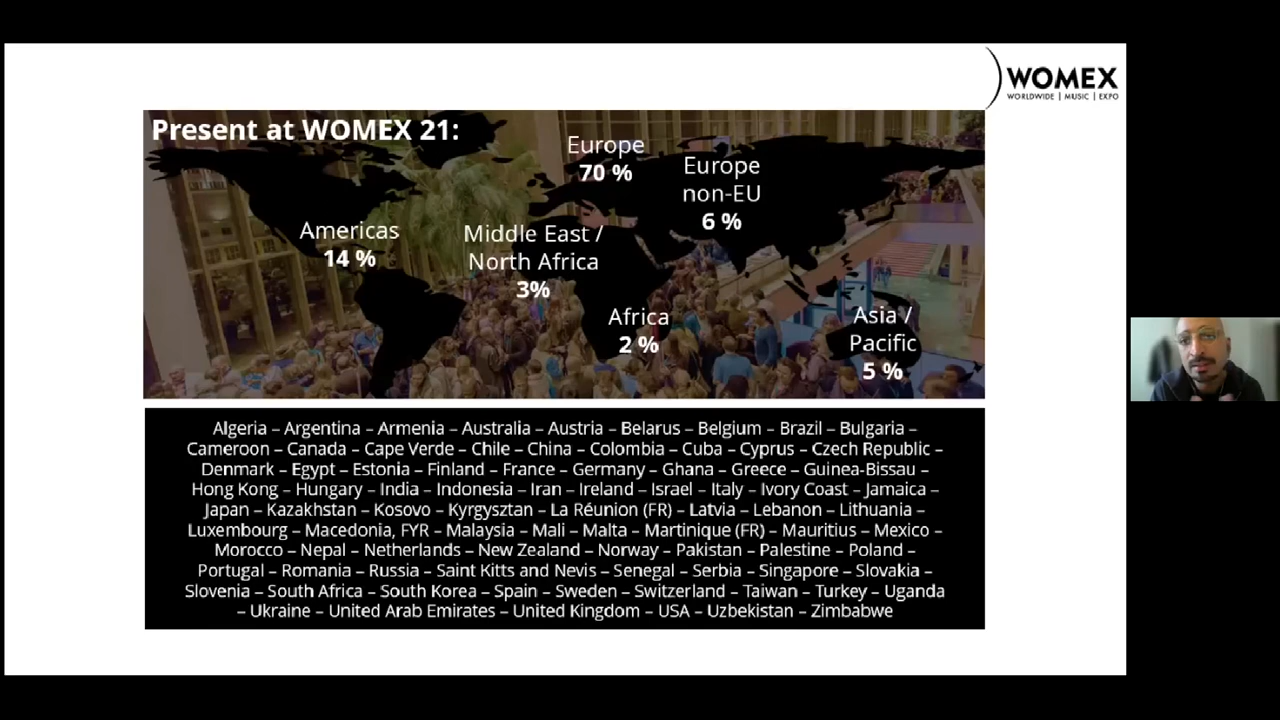 WOMEX
WORLDWIDE | MUSIC | EXPO
Present at WOMEX 21:
Europe
70 %
Europe
non-EU
6 %
Americas
14 %
Middle East /
North Africa
3%
Africa
2 %
Asia /
Pacific
5 %
Algeria – Argentina – Armenia – Australia – Austria – Belarus – Belgium – Brazil – Bulgaria –
Cameroon – Canada – Cape Verde – Chile – China – Colombia – Cuba – Cyprus – Czech Republic –
Denmark – Egypt – Estonia – Finland – France – Germany – Ghana – Greece – Guinea-Bissau –
Hong Kong – Hungary – India – Indonesia – Iran – Ireland – Israel – Italy – Ivory Coast – Jamaica –
Japan – Kazakhstan – Kosovo – Kyrgysztan – La Réunion (FR) – Latvia – Lebanon – Lithuania –
Luxembourg – Macedonia, FYR – Malaysia – Mali – Malta – Martinique (FR) – Mauritius – Mexico –
Morocco – Nepal – Netherlands – New Zealand – Norway – Pakistan – Palestine – Poland –
Portugal – Romania – Russia – Saint Kitts and Nevis – Senegal – Serbia – Singapore – Slovakia –
Slovenia – South Africa – South Korea – Spain – Sweden – Switzerland – Taiwan – Turkey – Uganda
– Ukraine – United Arab Emirates – United Kingdom – USA – Uzbekistan – Zimbabwe